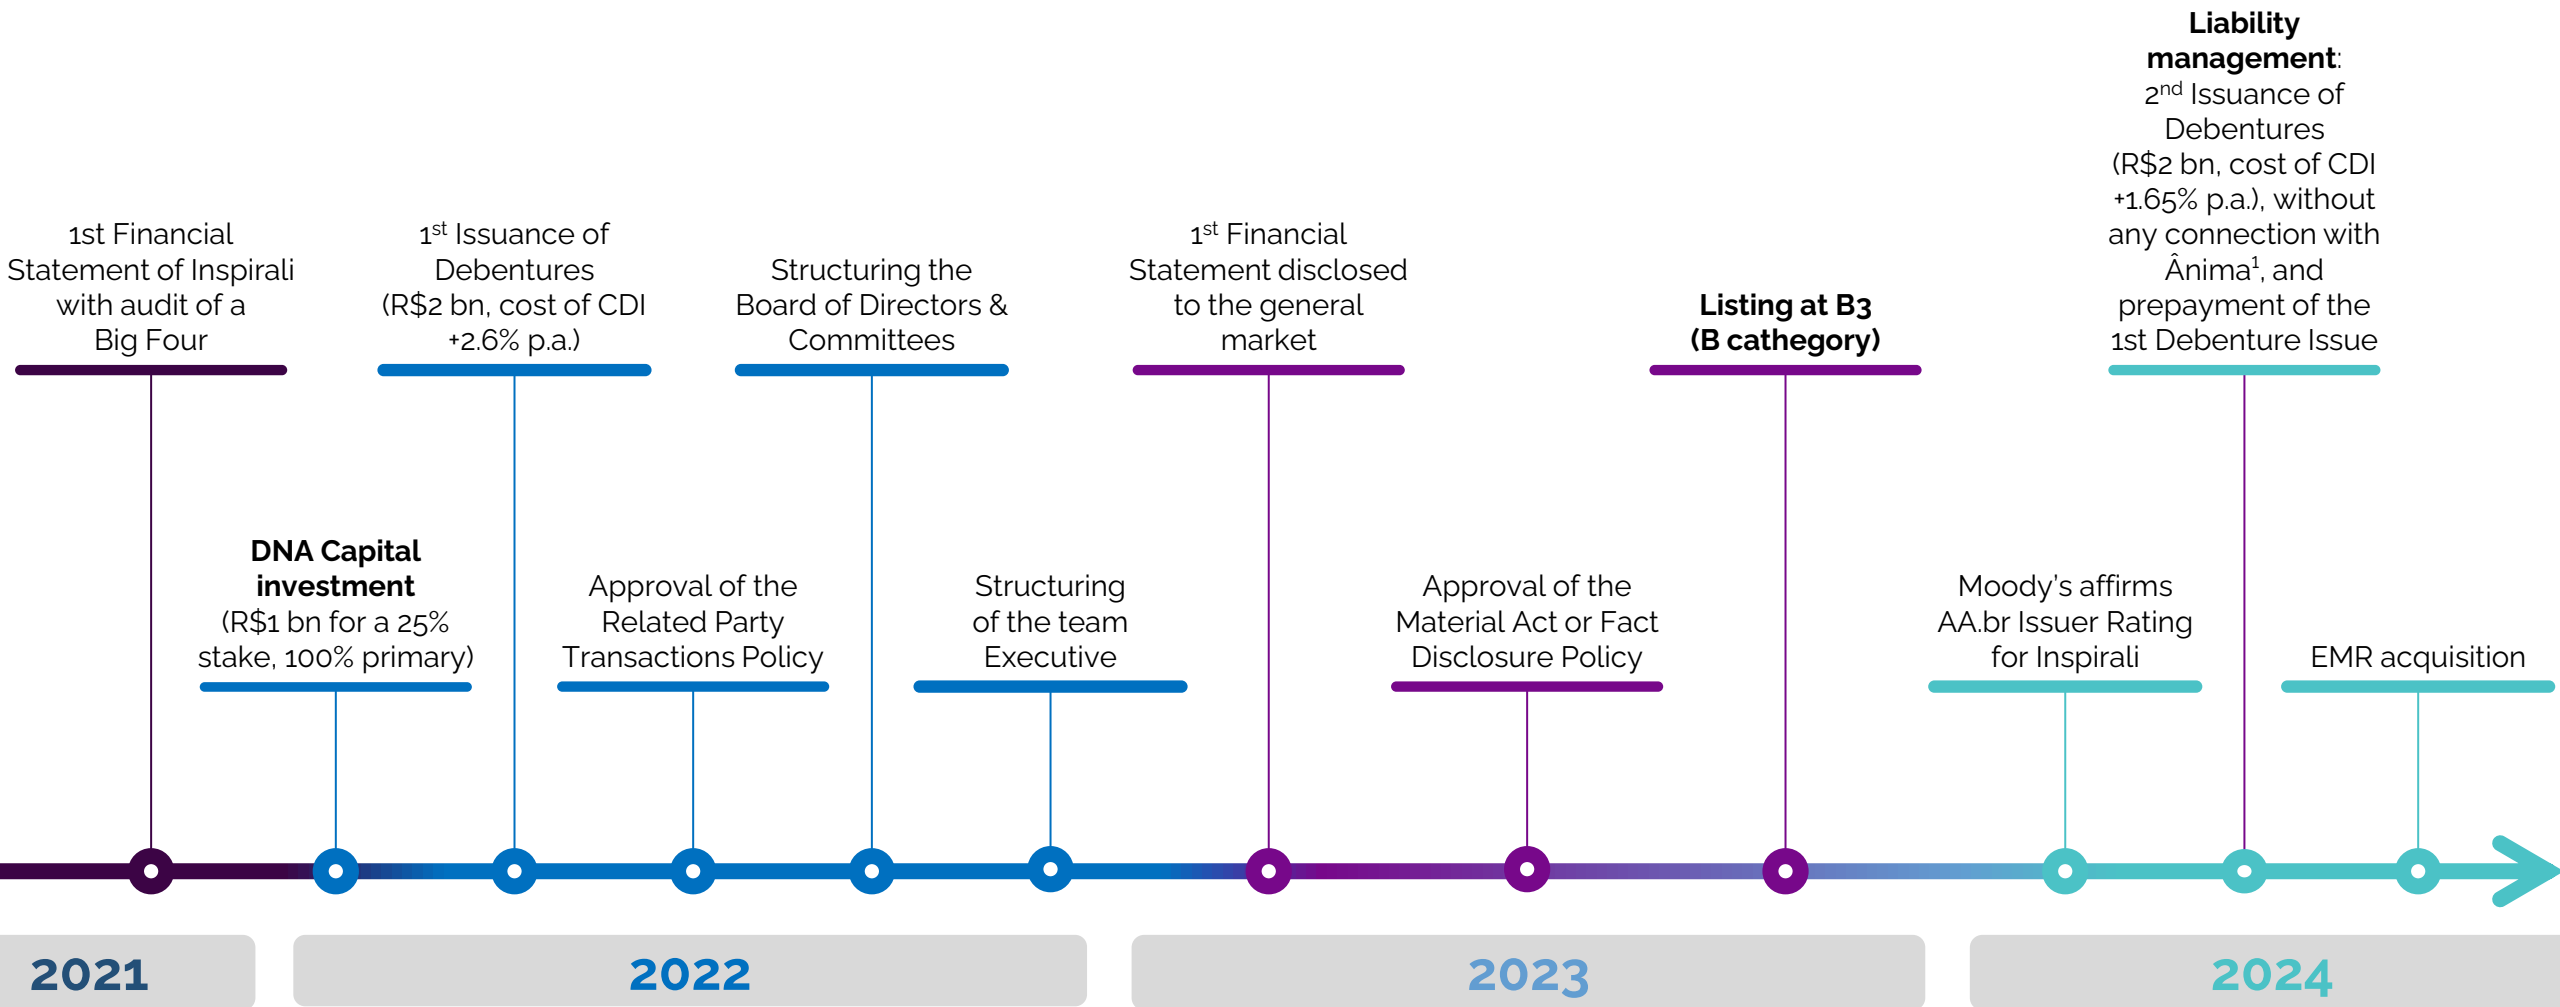 1st Financial
Statement of Inspirali
with audit of a
Big Four
DNA Capital
investment
(R$1 bn for a 25%
stake, 100% primary)
1st Issuance of
Debentures
(R$2 bn, cost of CDI
+2.6% p.a.)
Approval of the
Related Party
Transactions Policy
Structuring the
Board of Directors &
Committees
Structuring
of the team
Executive
1st Financial
Statement disclosed
to the general
market
Approval of the
Material Act or Fact
Disclosure Policy
Listing at B3
(B cathegory)
Moody's affirms
AA.br Issuer Rating
for Inspirali
Liability
management:
2nd Issuance of
Debentures
(R$2 bn, cost of CDI
+1.65% p.a.), without
any connection with
Ânima¹, and
prepayment of the
1st Debenture Issue
EMR acquisition
2021
2022
2023
2024